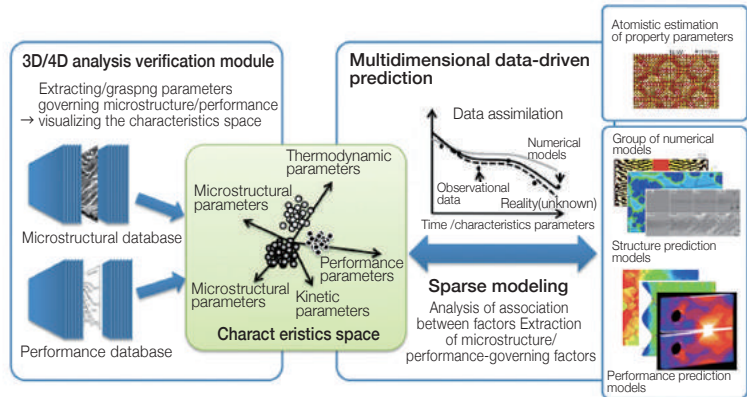 3D/4D analysis verification module
Extracting/graspng parameters
governing microstructure/performance
→ visualizing the characteristics space
Microstructural database
Performance database
Thermodynamic
parameters
Microstructural
parameters
Performance
parameters
Microstructural
parameters
Kinetic
parameters
Charact eristics space
Multidimensional data-driven
prediction
Data assimilation
Numerical
models
Observational
data
Reality(unknown)
Time /characteristics parameters
Sparse modeling
Analysis of association
between factors Extraction
of microstructure/
performance-governing factors
Atomistic estimation
of property parameters
Group of numerical
models
Structure prediction
models
Performance prediction
models